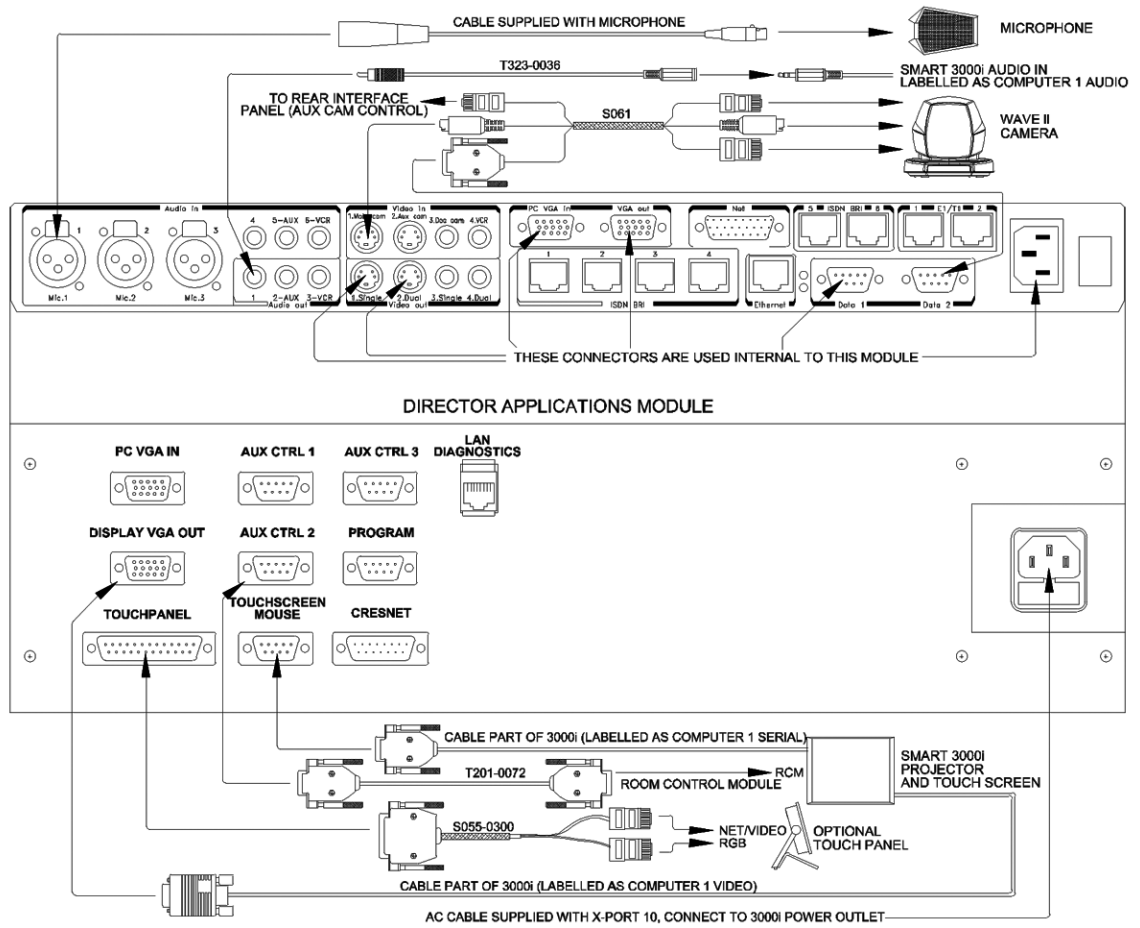 CABLE SUPPLIED WITH MICROPHONE
MICROPHONE
T323-0036
SMART 3000i AUDIO IN
LABELLED AS COMPUTER 1 AUDIO
TO REAR INTERFACE
PANEL (AUX CAM CONTROL)
S061
WAVE II
CAMERA
Audio in
Video in
PC VGA in
VGA out
Net
5 ISDN BRI 6
1 E1/T1 2
1
2
3
4 5-AUX 6-VCR
2.Aux cam 3.Doc cam 4.VCR
1 2 3 4
Mic.1
Mic.2
Mic.3
1 2-AUX 3-VCR
Audio out
1.Single 2.Dual 3.Single 4.Dual
Video out
ISDN BRI
Ethernet
Data 1
Data 2
THESE CONNECTORS ARE USED INTERNAL TO THIS MODULE
DIRECTOR APPLICATIONS MODULE
PC VGA IN
AUX CTRL 1
AUX CTRL 3
LAN
DIAGNOSTICS
DISPLAY VGA OUT
AUX CTRL 2
PROGRAM
TOUCHPANEL
TOUCHSCREEN
MOUSE
CRESNET
CABLE PART OF 3000i (LABELLED AS COMPUTER 1 SERIAL)
SMART 3000i
PROJECTOR
AND TOUCH SCREEN
T201-0072
ROOM CONTROL MODULE
RCM
S055-0300
NET/VIDEO
RGB
OPTIONAL
TOUCH PANEL
CABLE PART OF 3000i (LABELLED AS COMPUTER 1 VIDEO)
AC CABLE SUPPLIED WITH X-PORT 10, CONNECT TO 3000i POWER OUTLET